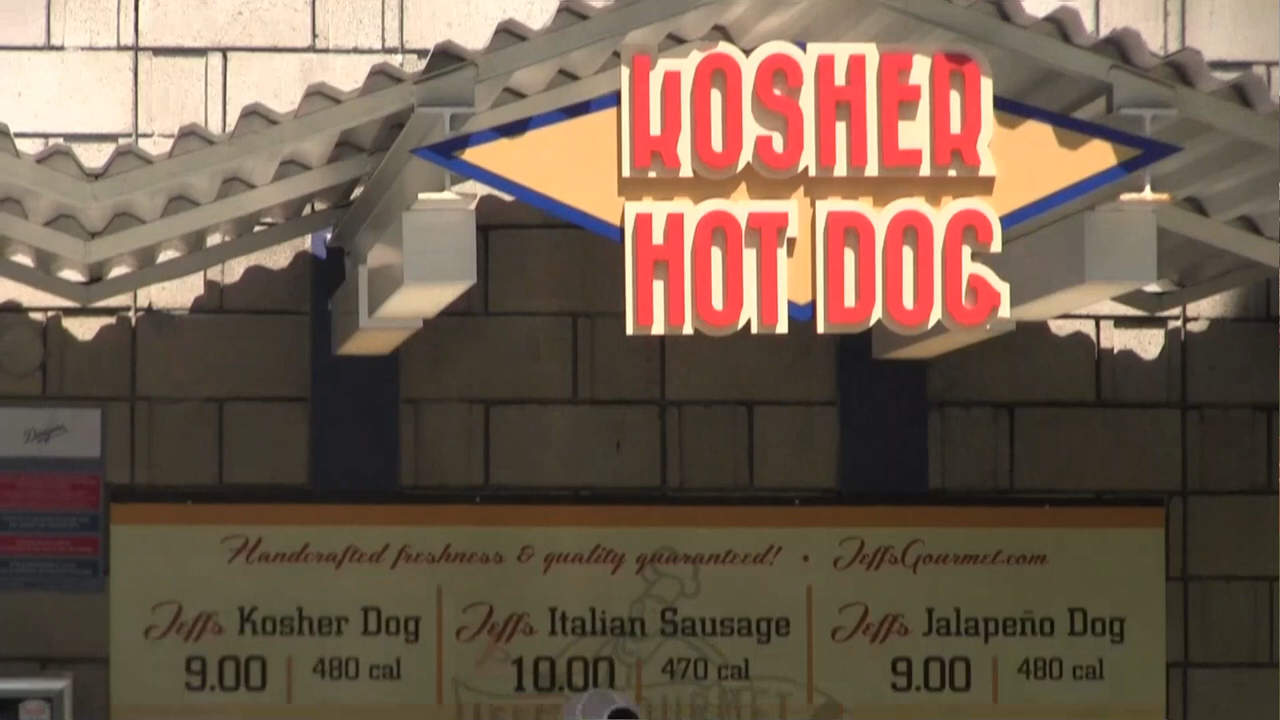 KOSHER
HOT DOG
Dodgers
Handcrafted freshness & quality guaranteed! • JeffsGourmet.com
Jeff's Kosher Dog
9.00 | 480 cal
Jeff's Italian Sausage
10.00 | 470 cal
Jeff's Jalapeño Dog
9.00 | 480 cal